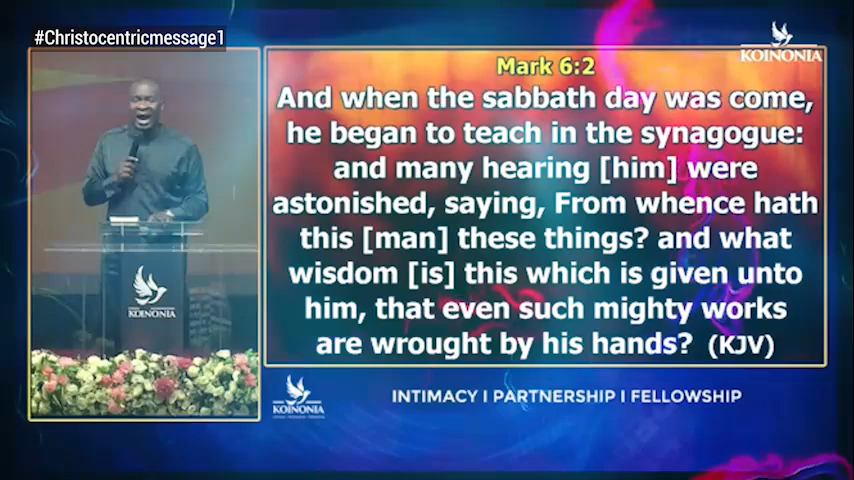 #Christocentricmessage1
KOINONIA
Mark 6:2
And when the sabbath day was come,
he began to teach in the synagogue:
and many hearing [him] were
astonished, saying, From whence hath
this [man] these things? and what
wisdom [is] this which is given unto
him, that even such mighty works
are wrought by his hands? (KJV)
KOINONIA
KOINONIA
INTIMACY I PARTNERSHIP I FELLOWSHIP